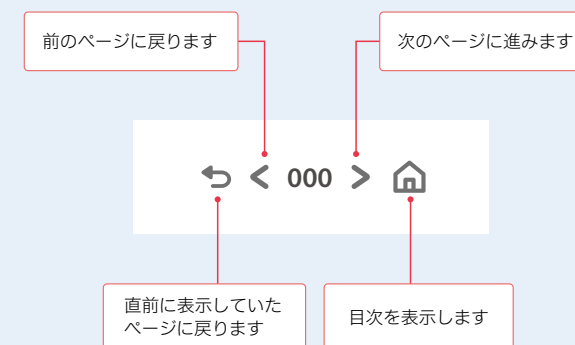 前のページに戻ります
次のページに進みます
000
直前に表示していた
ページに戻ります
目次を表示します